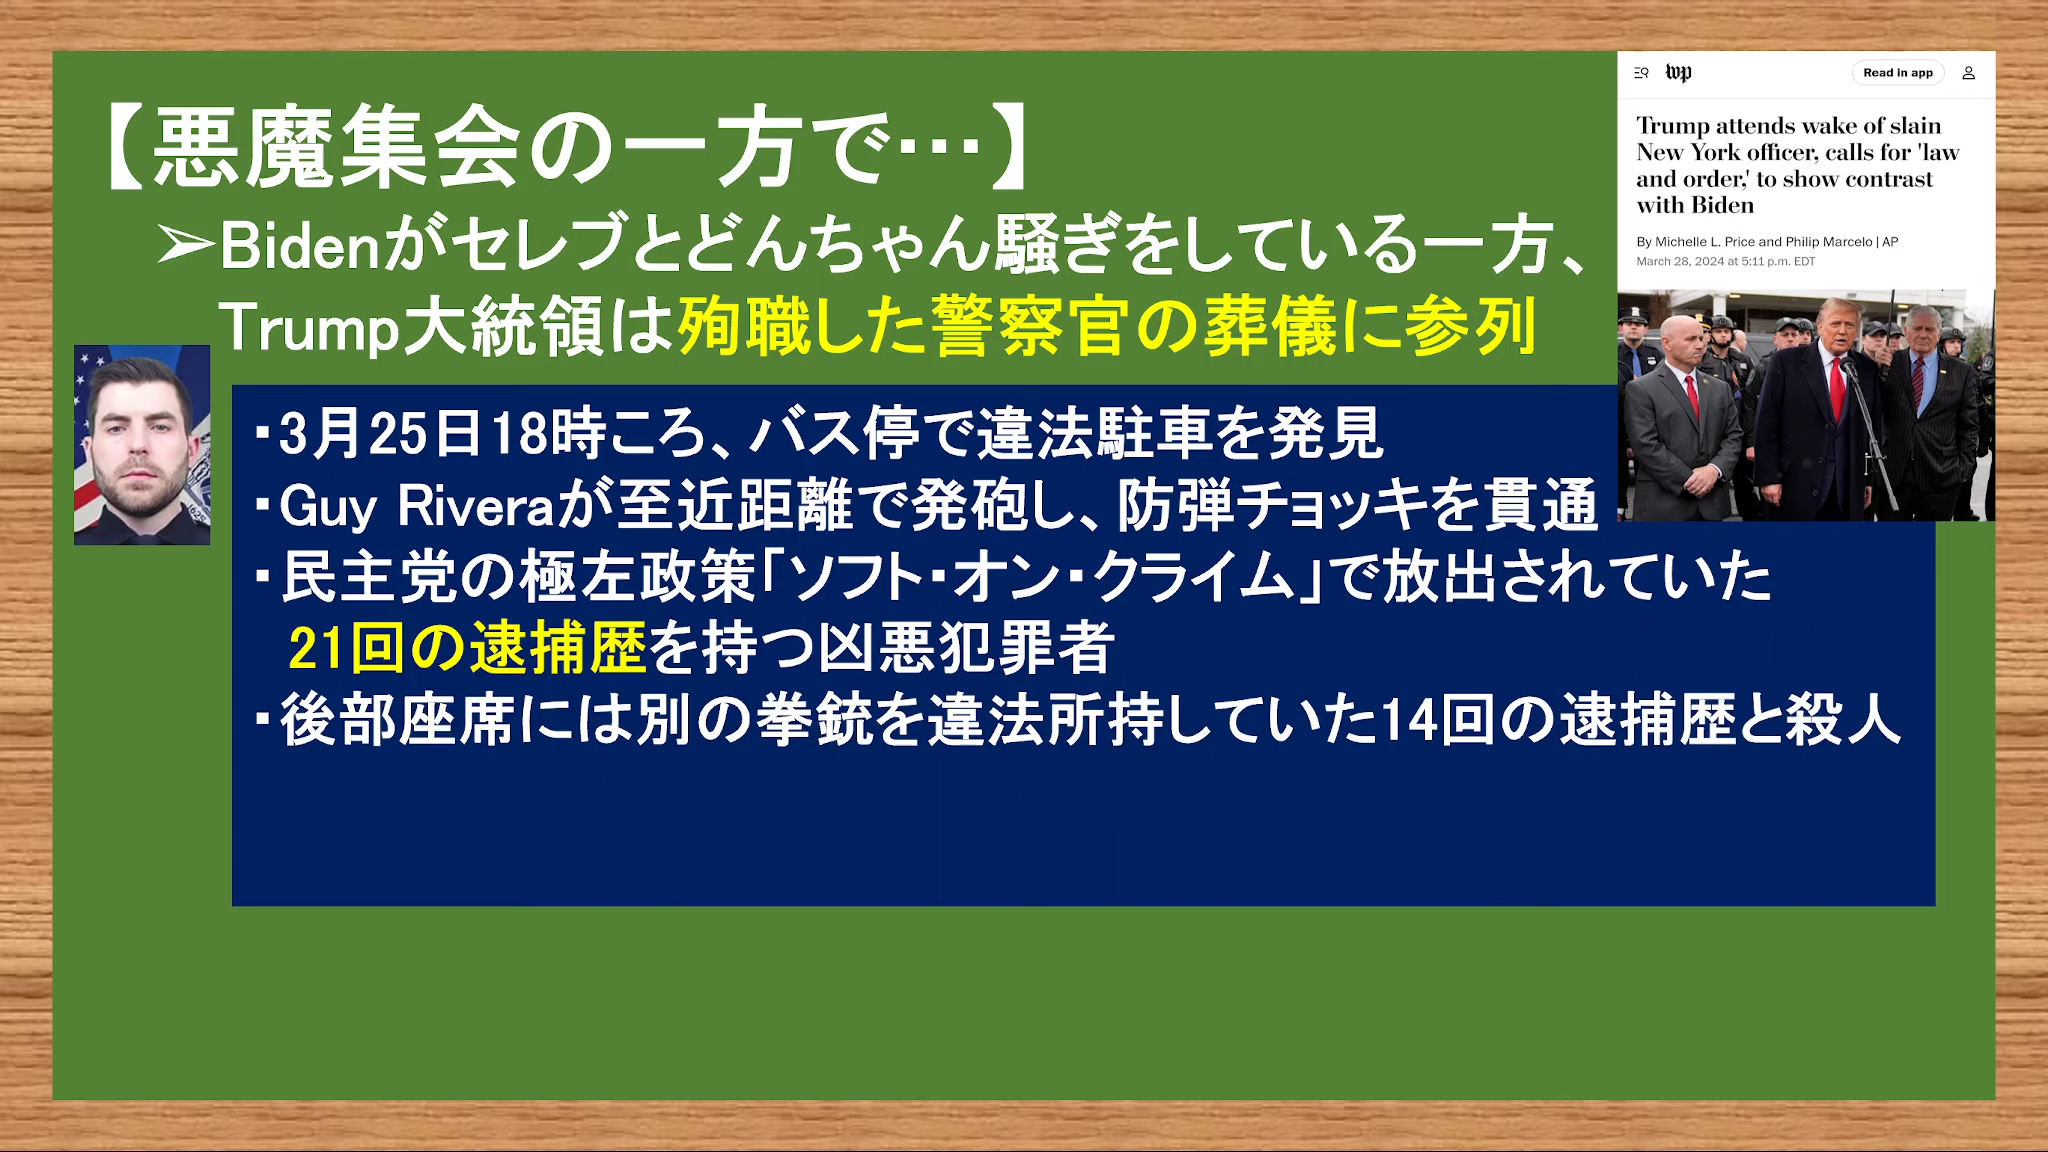 【悪魔集会の一方で…】
➢Bidenがセレブとどんちゃん騒ぎをしている一方、
Trump大統領は殉職した警察官の葬儀に参列
・3月25日18時ころ、バス停で違法駐車を発見
・Guy Riveraが至近距離で発砲し、防弾チョッキを貫通
・民主党の極左政策「ソフト・オン・クライム」で放出されていた
21回の逮捕歴を持つ凶悪犯罪者
・後部座席には別の拳銃を違法所持していた14回の逮捕歴と殺人
wp
Read in app
Trump attends wake of slain
New York officer, calls for 'law
and order,' to show contrast
with Biden
By Michelle L. Price and Philip Marcelo | AP
March 28, 2024 at 5:11 p.m. EDT